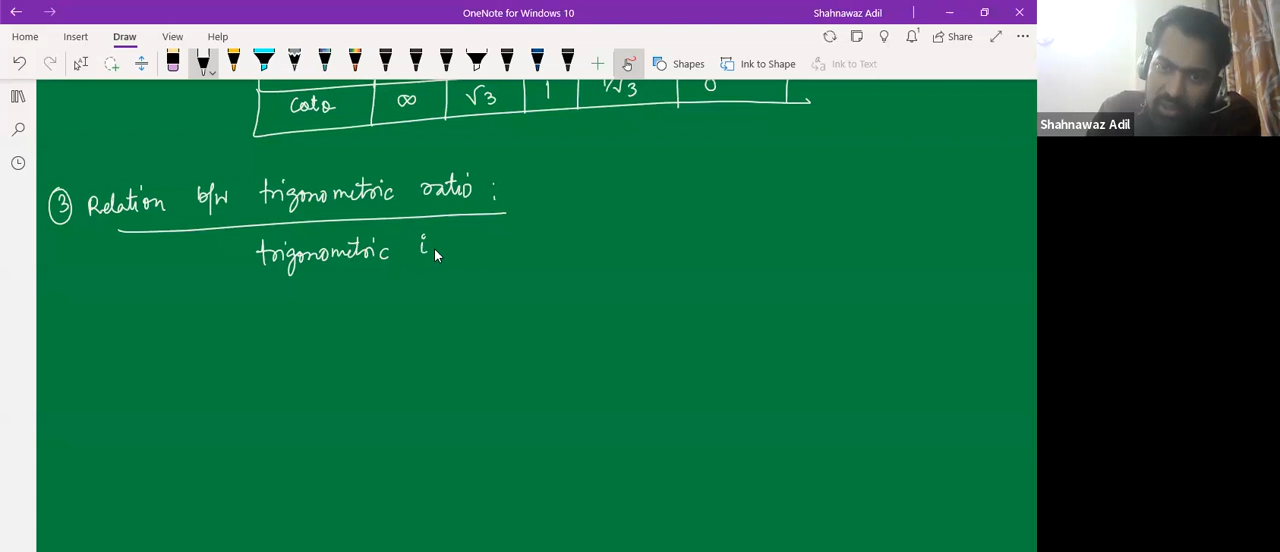 OneNote for Windows 10
Shahnawaz Adil
Home Insert Draw View Help
Share
Shapes Ink to Shape Ink to Text
Shahnawaz Adil
cotθ ∞ √3 1 1/√3 0
③ Relation b/w trigonometric ratio :
trigonometric i